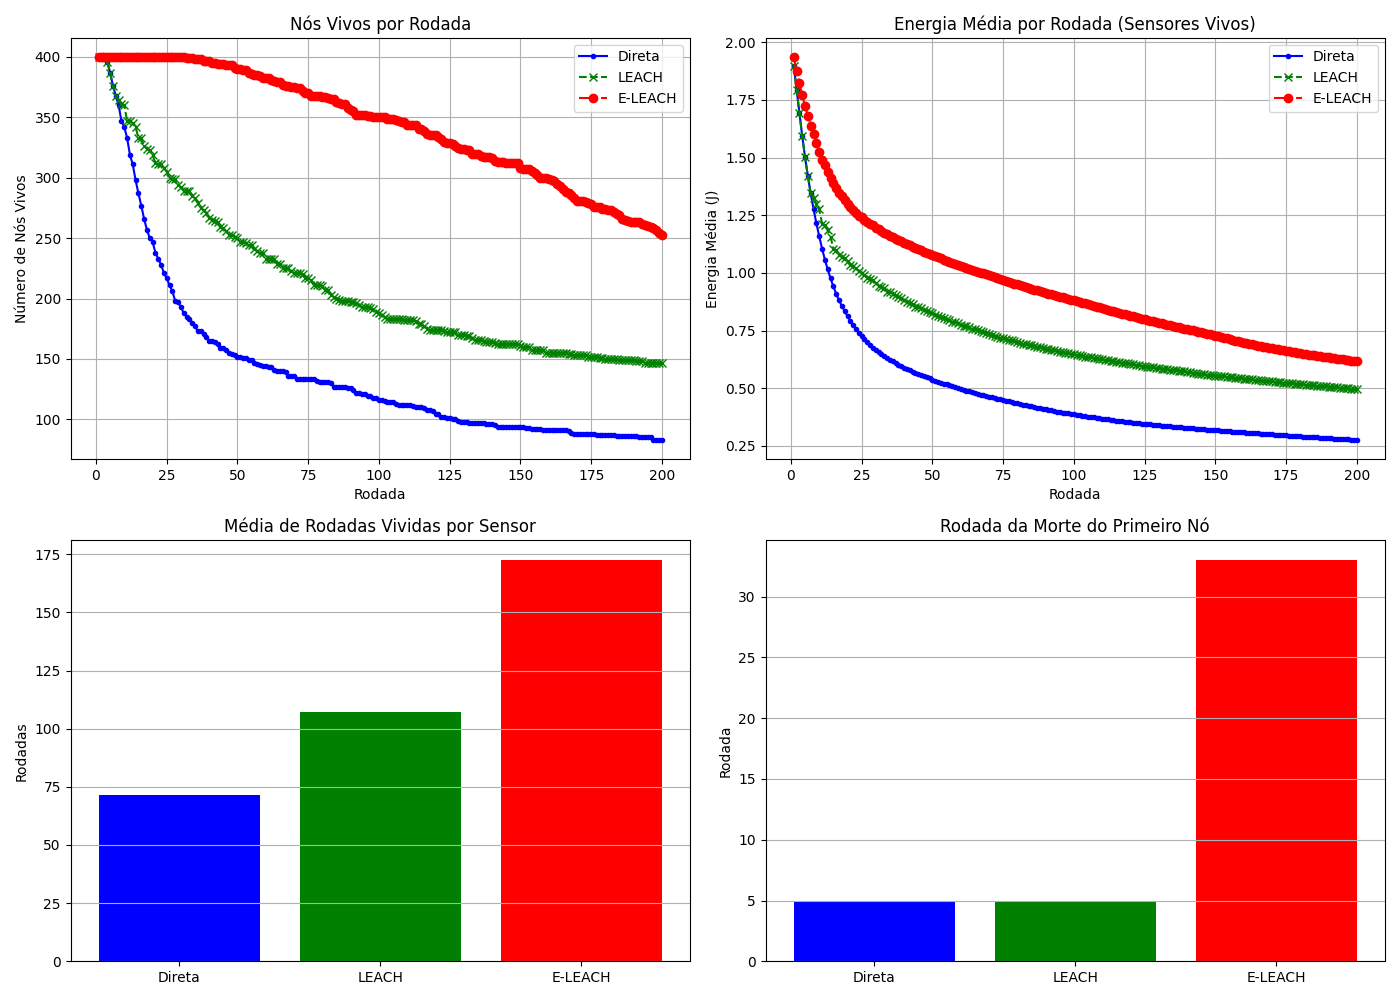 Nós Vivos por Rodada
Número de Nós Vivos
400
350
300
250
200
150
100
0 25 50 75 100 125 150 175 200
Rodada
Direta
LEACH
E-LEACH
Energia Média por Rodada (Sensores Vivos)
Energia Média (J)
2.00
1.75
1.50
1.25
1.00
0.75
0.50
0.25
0 25 50 75 100 125 150 175 200
Rodada
Direta
LEACH
E-LEACH
Média de Rodadas Vividas por Sensor
Rodadas
175
150
125
100
75
50
25
0
Direta LEACH E-LEACH
Rodada da Morte do Primeiro Nó
Rodada
30
25
20
15
10
5
0
Direta LEACH E-LEACH